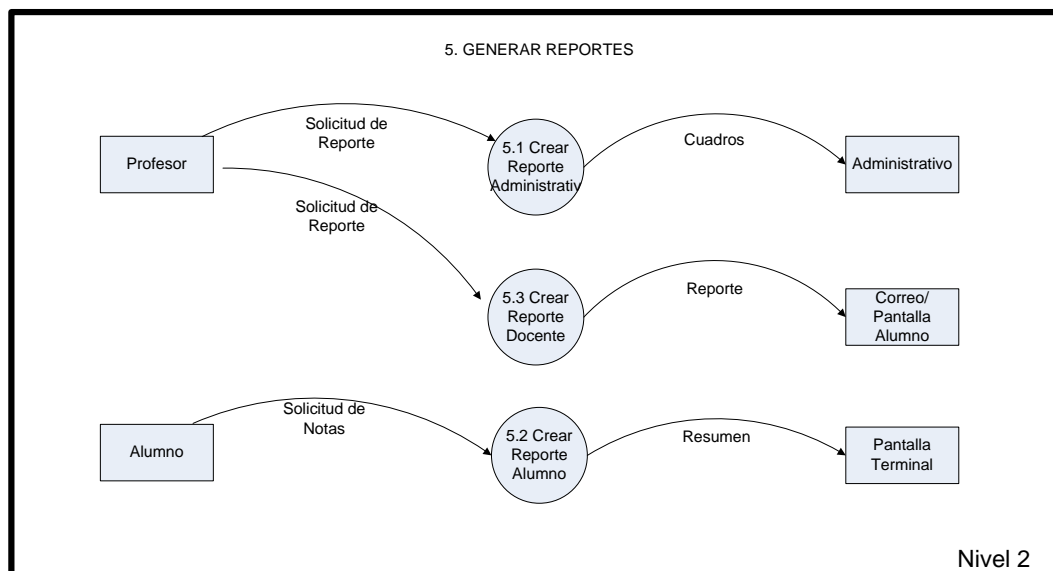 5. GENERAR REPORTES
Solicitud de
Reporte
Profesor
5.1 Crear
Reporte
Administrativ
Cuadros
Administrativo
Solicitud de
Reporte
5.3 Crear
Reporte
Docente
Reporte
Correo/
Pantalla
Alumno
Solicitud de
Notas
Alumno
5.2 Crear
Reporte
Alumno
Resumen
Pantalla
Terminal
Nivel 2